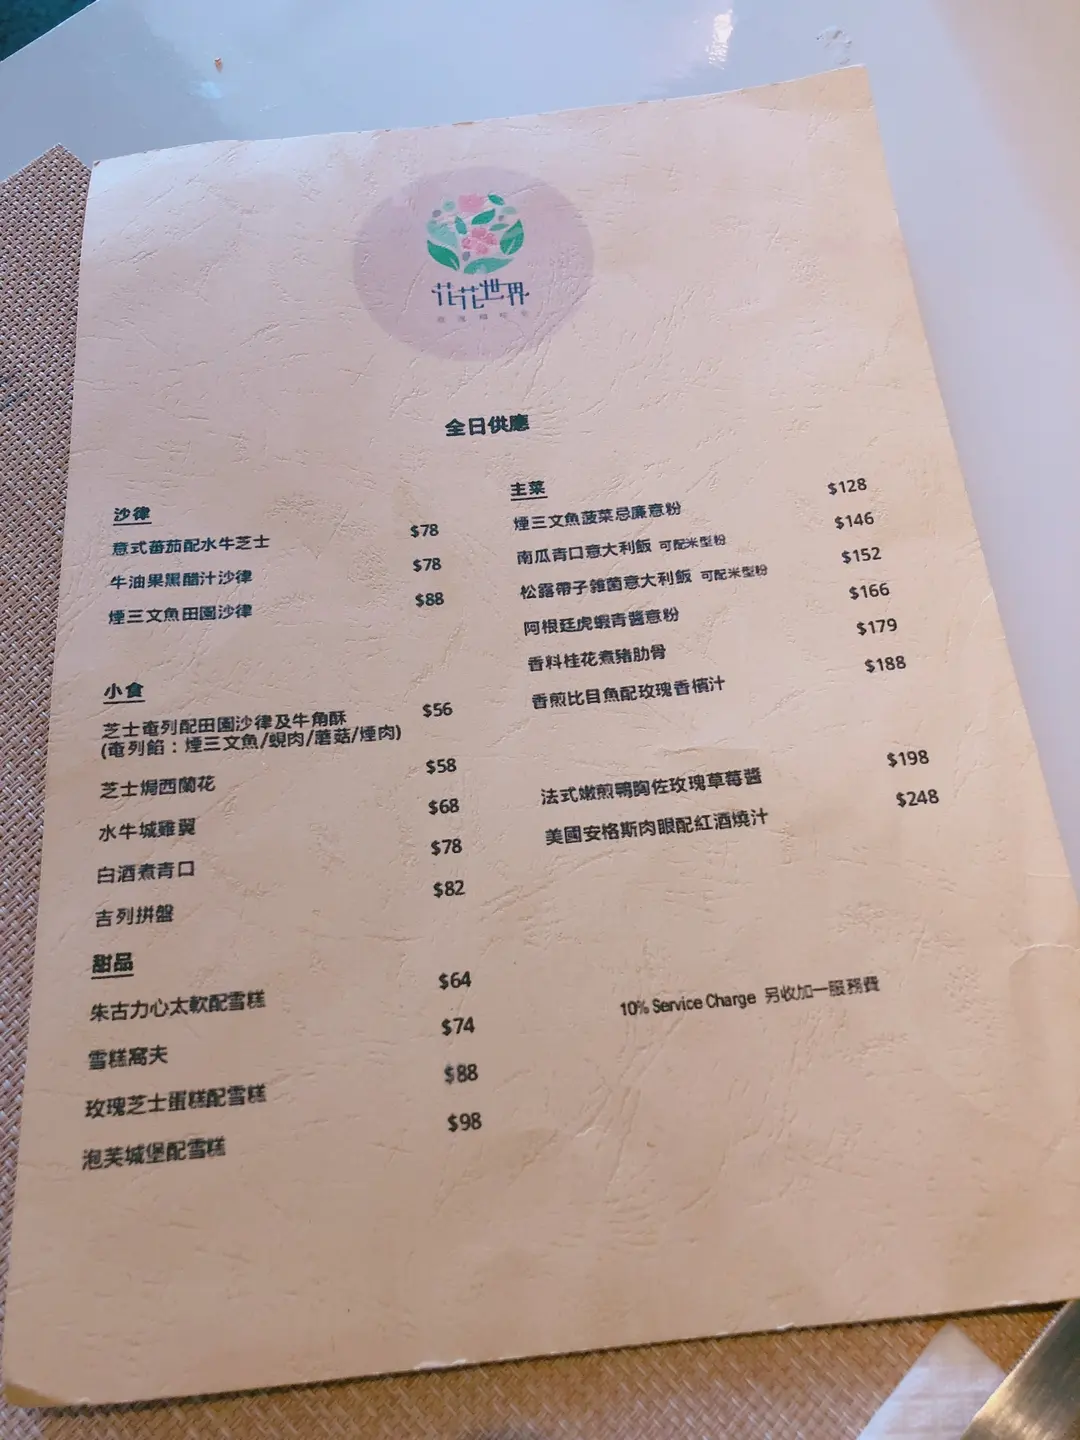 花花世界
全日供應
沙律
意式蕃茄配水牛芝士 $78
牛油果黑醋汁沙律 $78
煙三文魚田園沙律 $88
小食
芝士奄列配田園沙律及牛角酥 $56
(奄列餡：煙三文魚/蜆肉/蘑菇/煙肉)
芝士焗西蘭花 $58
水牛城雞翼 $68
白酒煮青口 $78
吉列拼盤 $82
甜品
朱古力心太軟配雪糕 $64
雪糕窩夫 $74
玫瑰芝士蛋糕配雪糕 $88
泡芙城堡配雪糕 $98
主菜
煙三文魚菠菜忌廉意粉 $128
南瓜青口意大利飯 可配米型粉 $146
松露帶子雜菌意大利飯 可配米型粉 $152
阿根廷虎蝦青醬意粉 $166
香料桂花煮豬肋骨 $179
香煎比目魚配玫瑰香檳汁 $188
法式嫩煎鴨胸佐玫瑰草莓醬 $198
美國安格斯肉眼配紅酒燒汁 $248
10% Service Charge 另收加一服務費